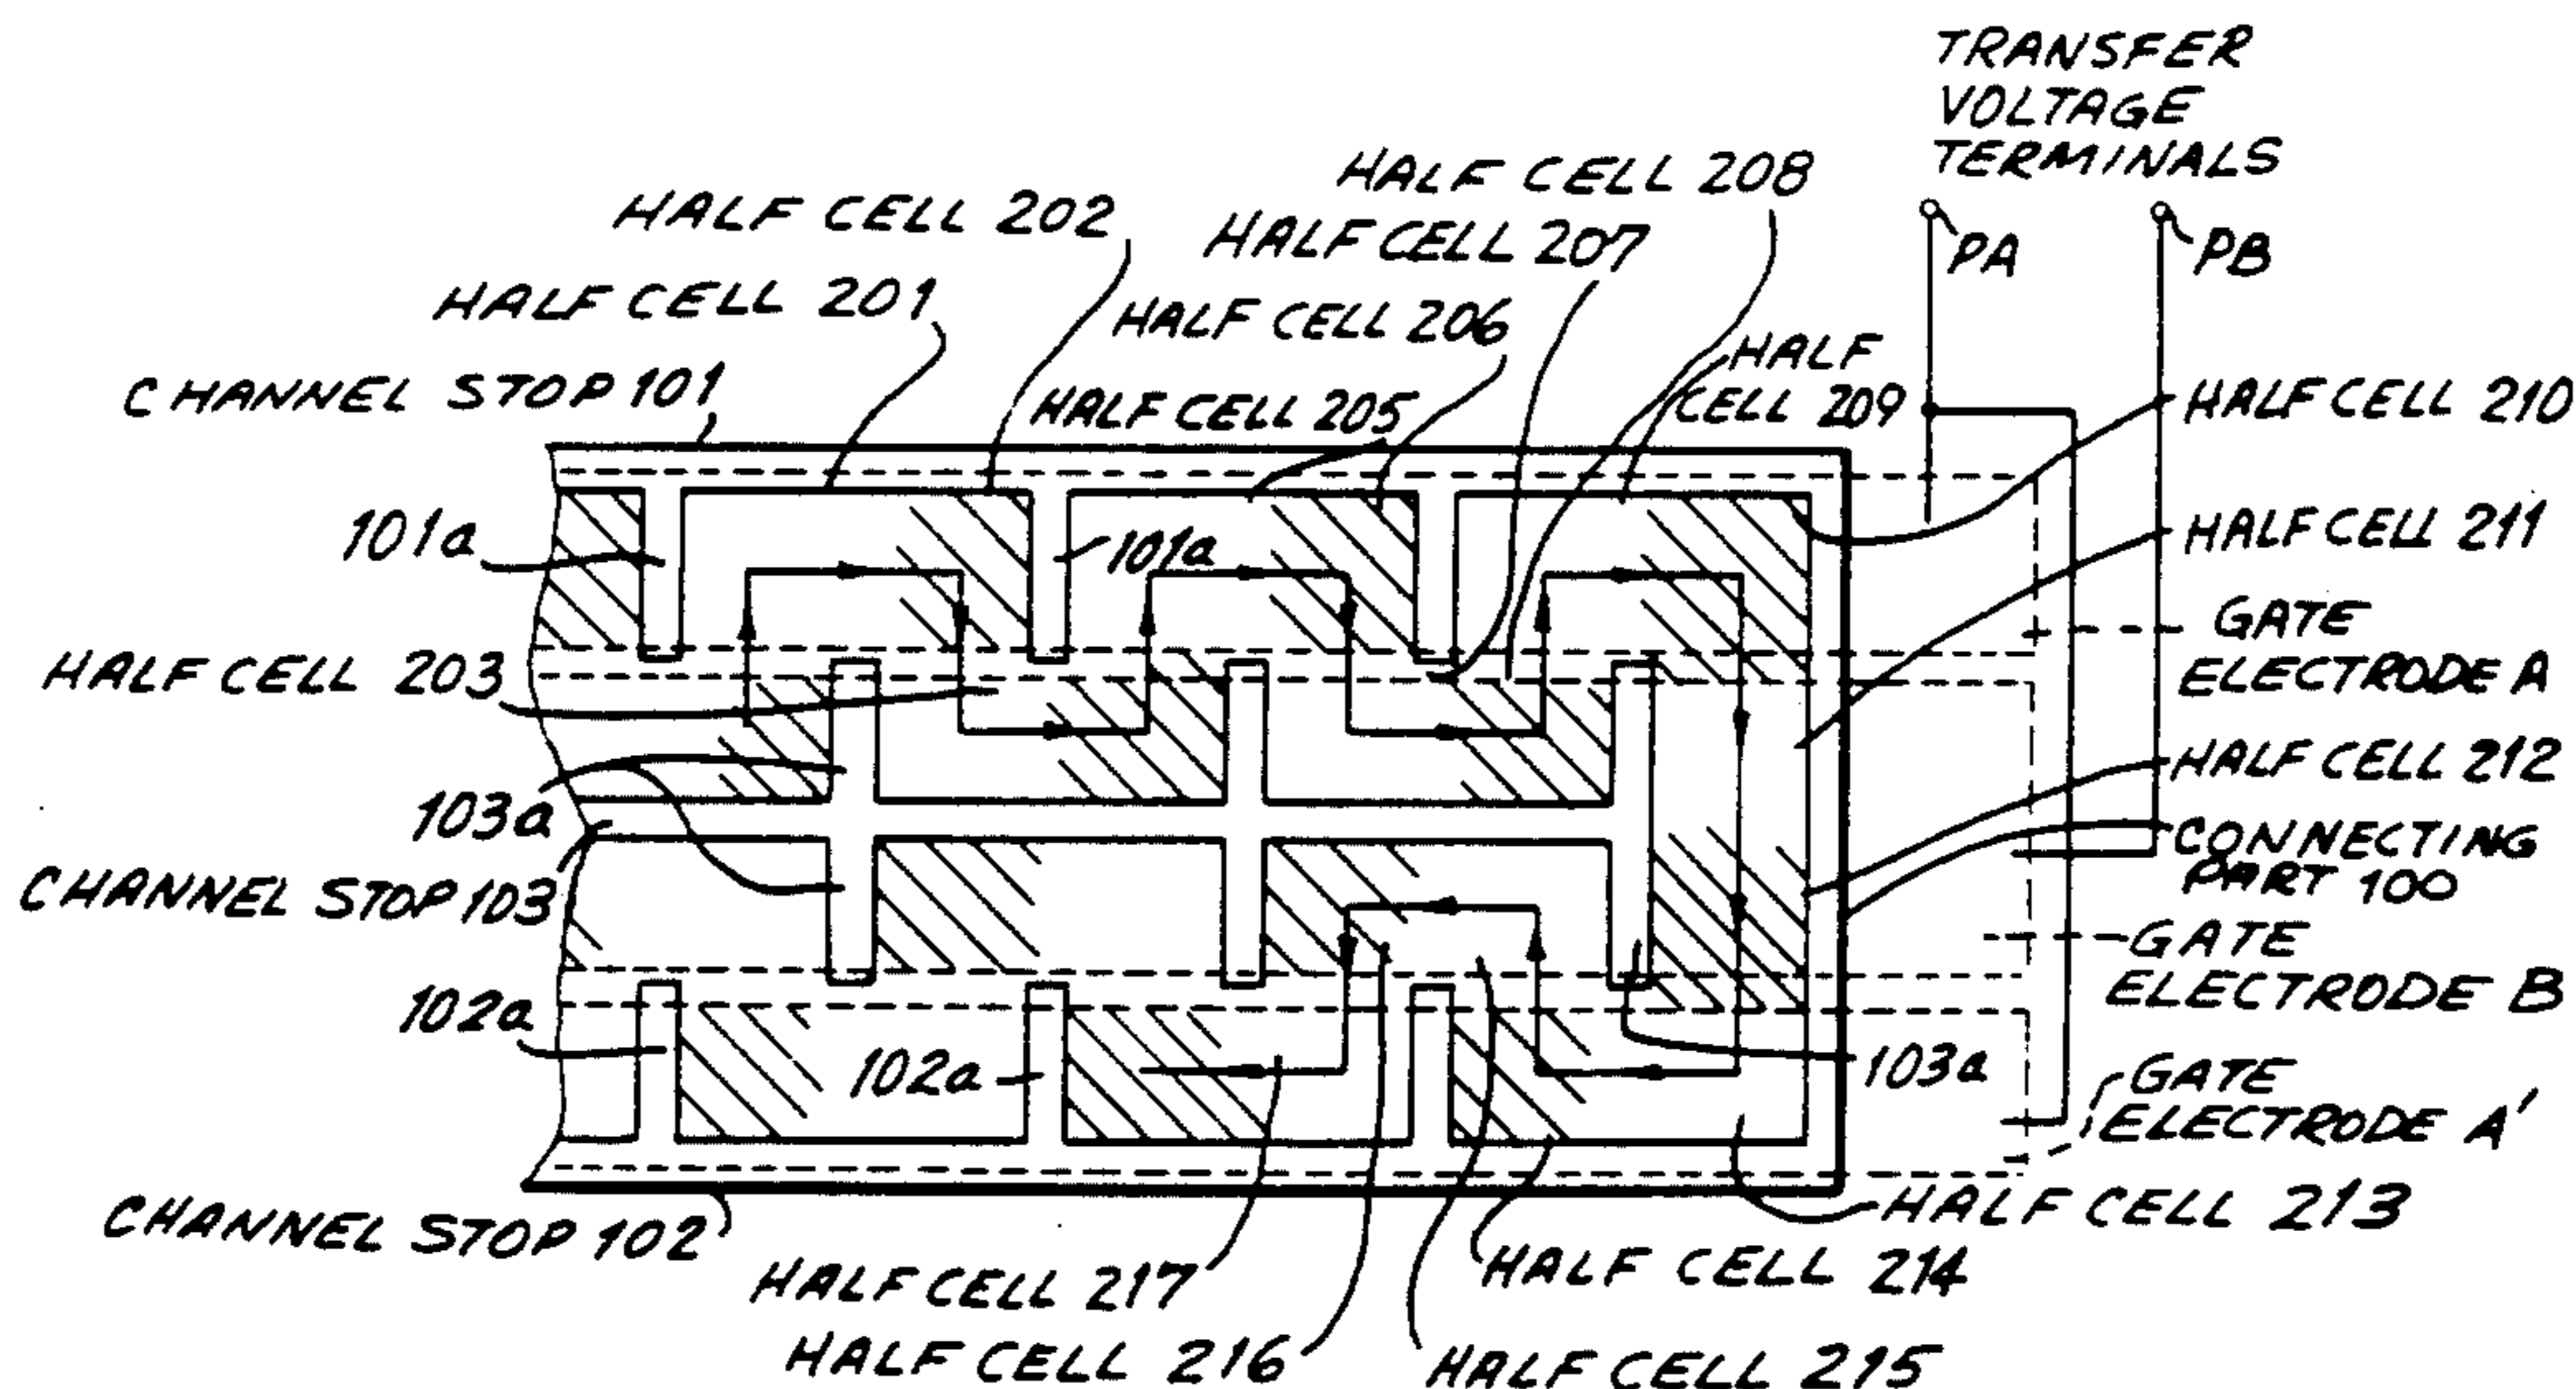 TRANSFER
VOLTAGE
TERMINALS
PA
PB
HALF CELL 208
HALF CELL 202
HALF CELL 207
HALF CELL 201
HALF CELL 206
HALF
CELL 209
CHANNEL STOP 101
HALF CELL 205
HALF CELL 210
101a
101a
HALF CELL 211
GATE
ELECTRODE A
HALF CELL 203
HALF CELL 212
103a
CONNECTING
PART 100
CHANNEL STOP 103
GATE
ELECTRODE B
102a
102a
103a
GATE
ELECTRODE A'
CHANNEL STOP 102
HALF CELL 213
HALF CELL 217
HALF CELL 214
HALF CELL 216
HALF CELL 215